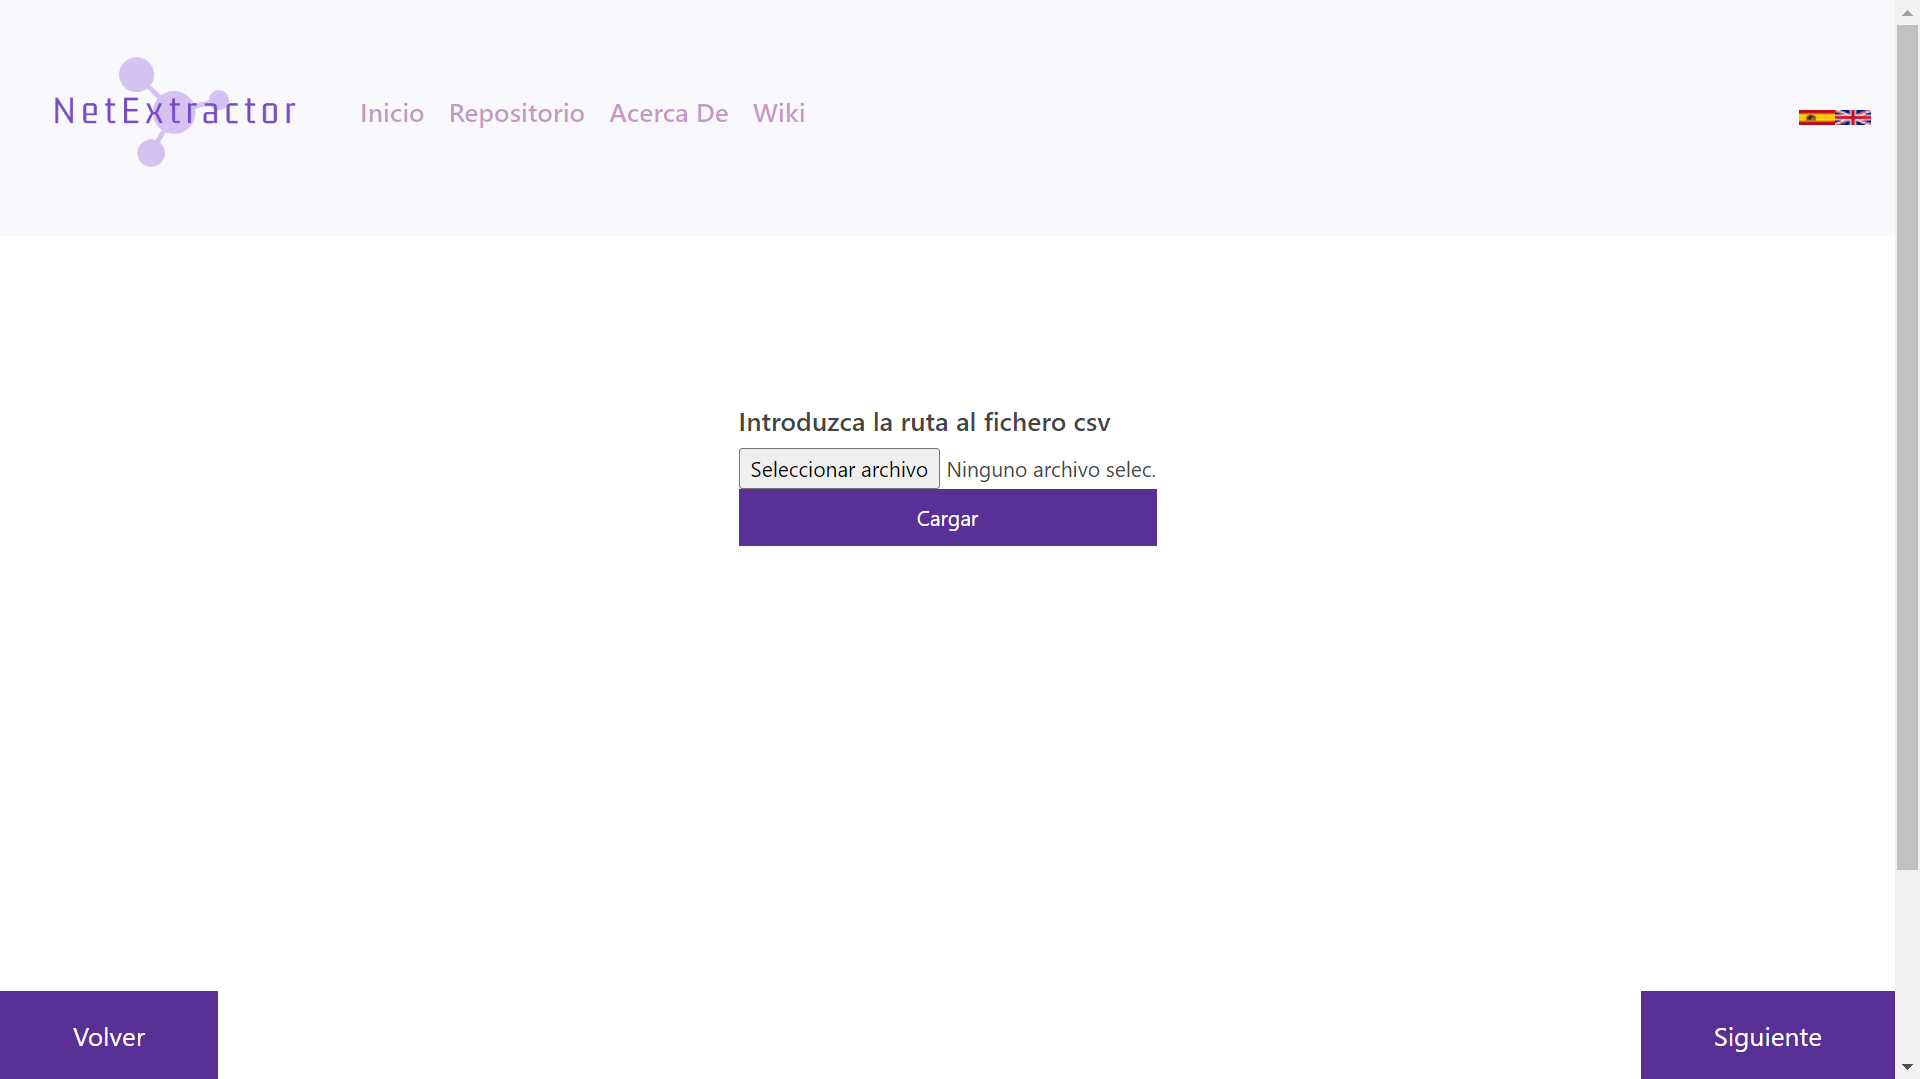 NetExtractor
Inicio Repositorio Acerca De Wiki
Introduzca la ruta al fichero csv
Seleccionar archivo Ninguno archivo selec.
Cargar
Volver
Siguiente